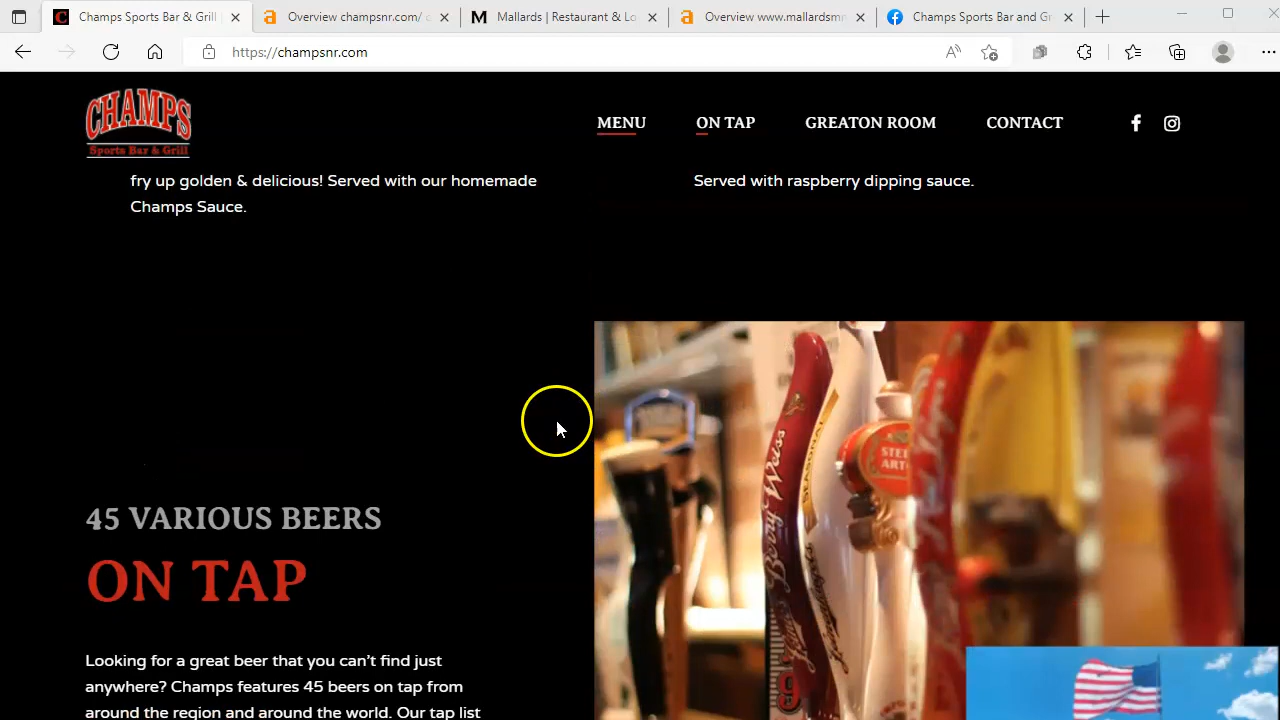 Champs Sports Bar & Grill
Overview champsnr.com/
Mallards | Restaurant & Lo
Overview www.mallardsm
Champs Sports Bar and Gr
https://champsnr.com
CHAMPS
Sports Bar & Grill
MENU
ON TAP
GREATON ROOM
CONTACT
fry up golden & delicious! Served with our homemade
Champs Sauce.
Served with raspberry dipping sauce.
45 VARIOUS BEERS
ON TAP
Looking for a great beer that you can't find just
anywhere? Champs features 45 beers on tap from
around the region and around the world. Our tap list
Berry Weiss
SEASONAL